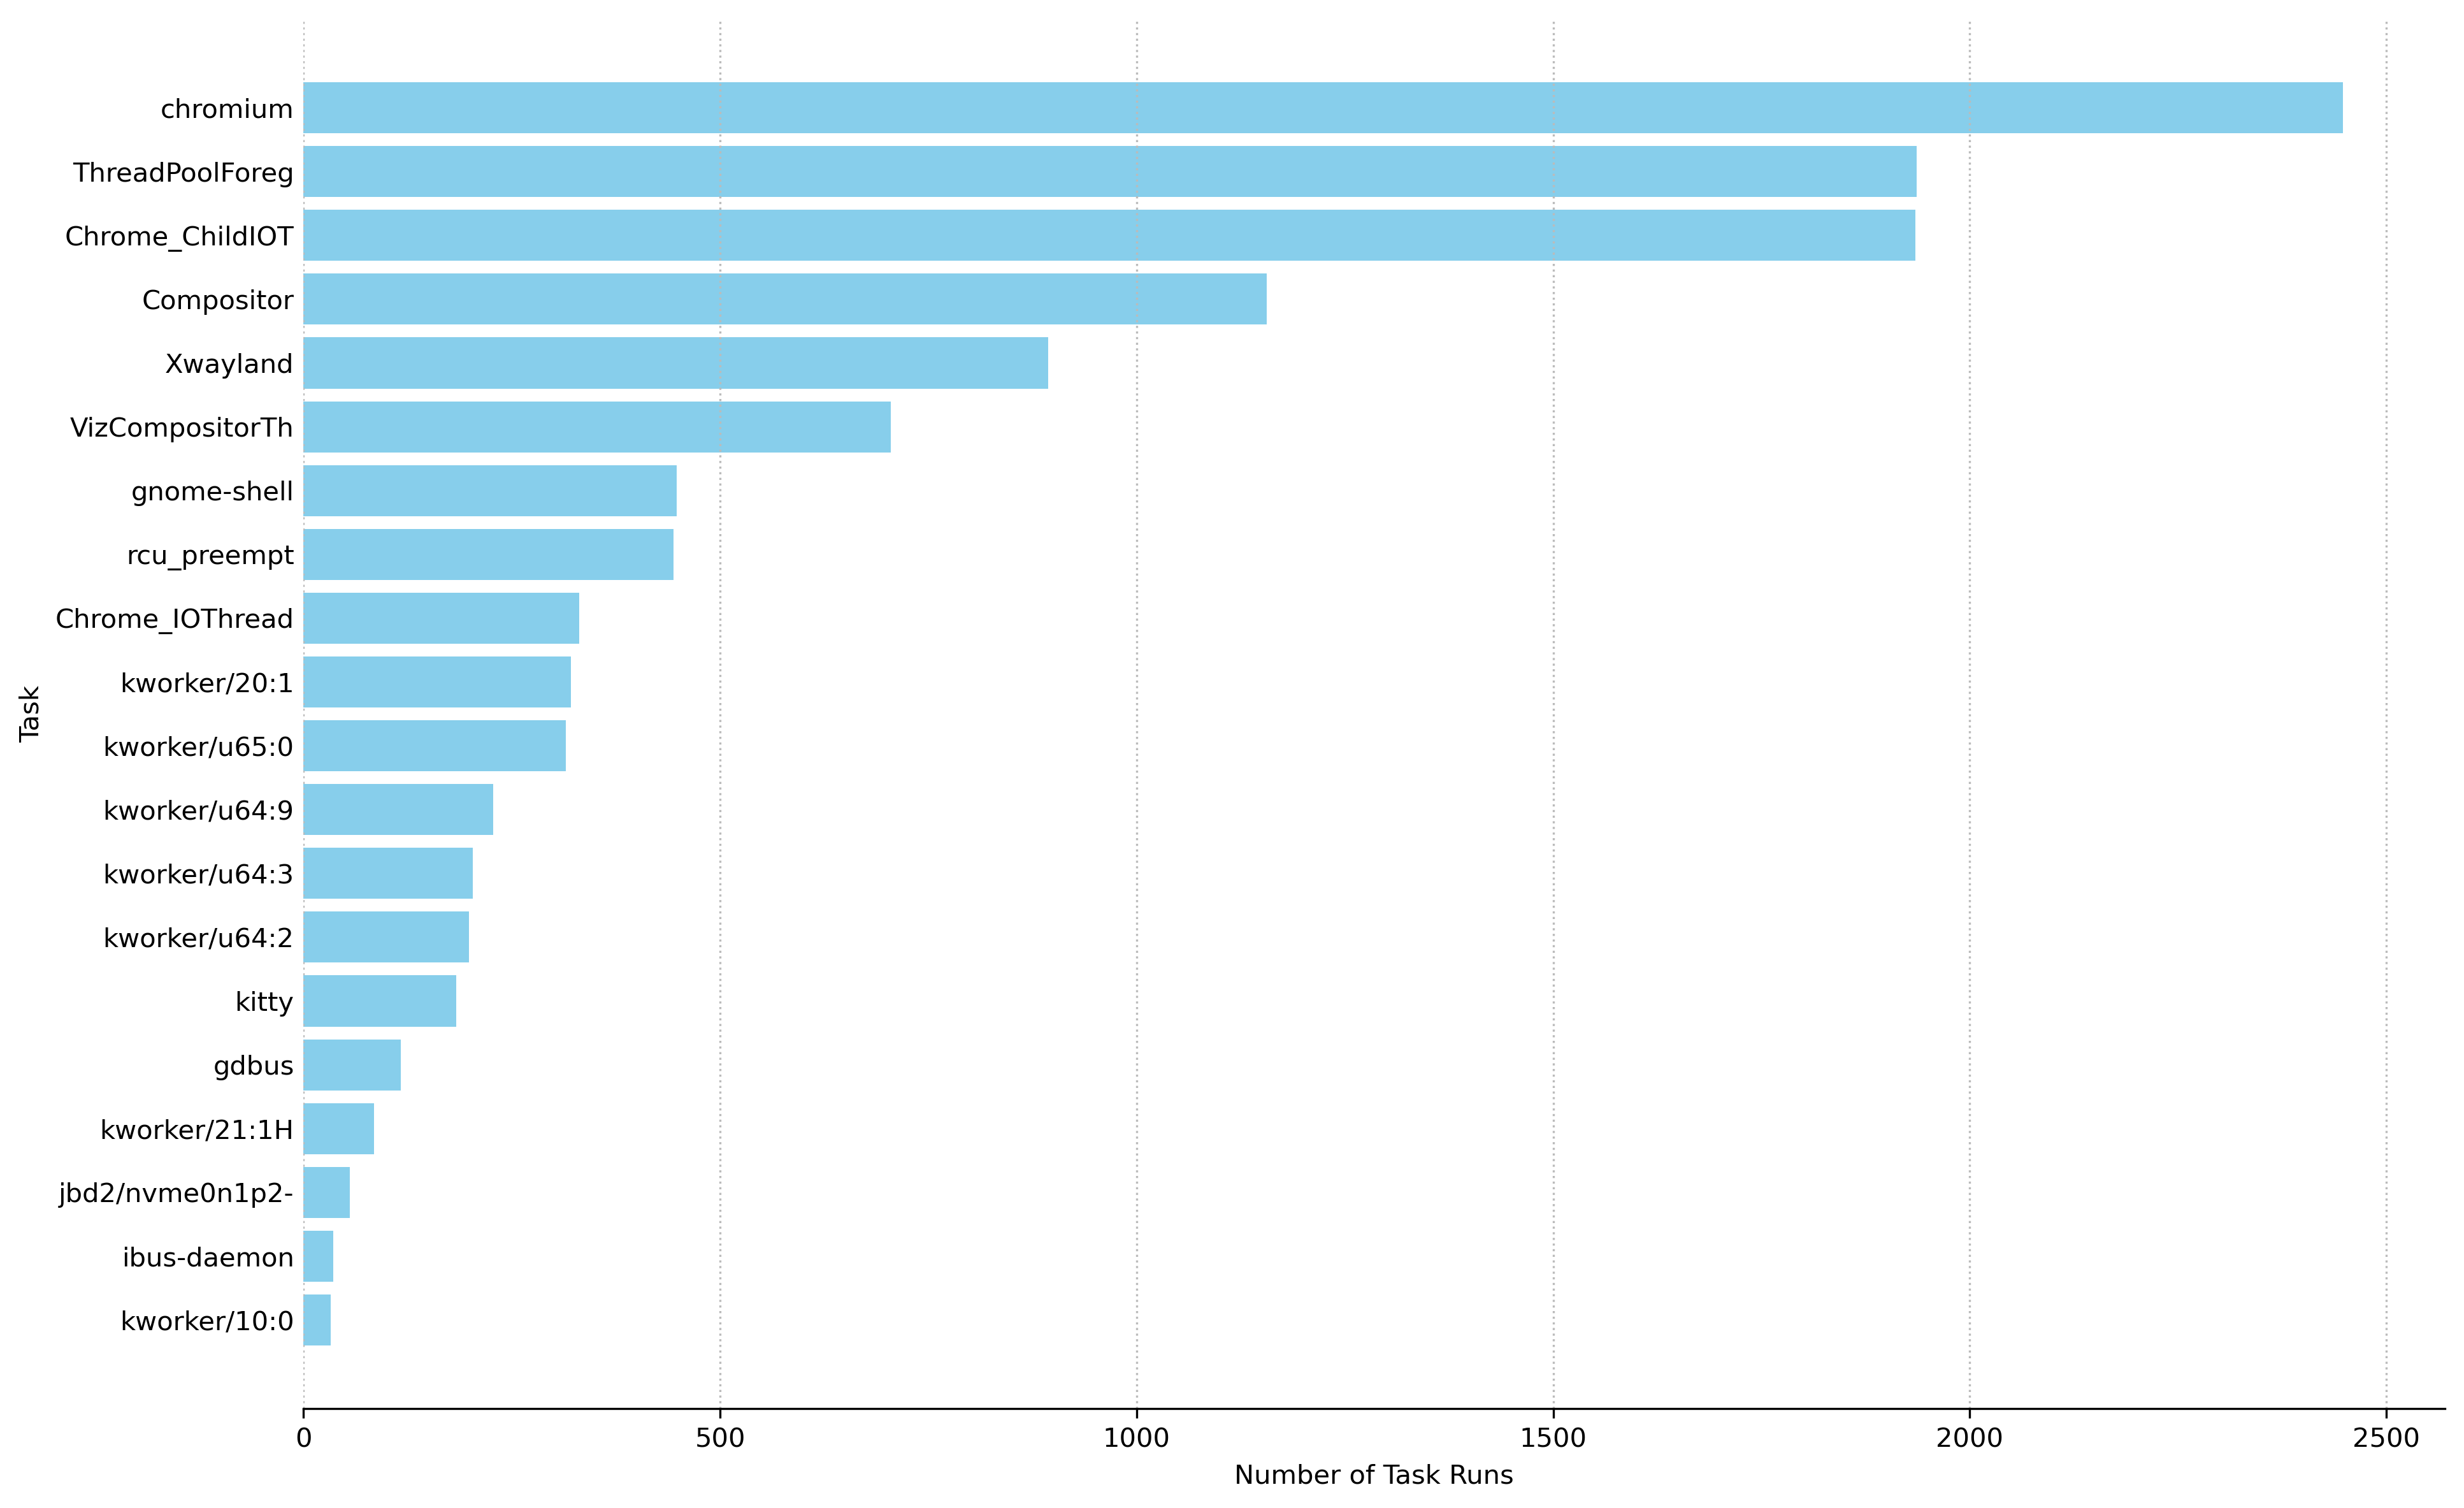 chromium
ThreadPoolForeg
Chrome_ChildIOT
Compositor
Xwayland
VizCompositorTh
gnome-shell
rcu_preempt
Chrome_IOThread
kworker/20:1
kworker/u65:0
kworker/u64:9
kworker/u64:3
kworker/u64:2
kitty
gdbus
kworker/21:1H
jbd2/nvme0n1p2-
ibus-daemon
kworker/10:0
Task
0 500 1000 1500 2000 2500
Number of Task Runs